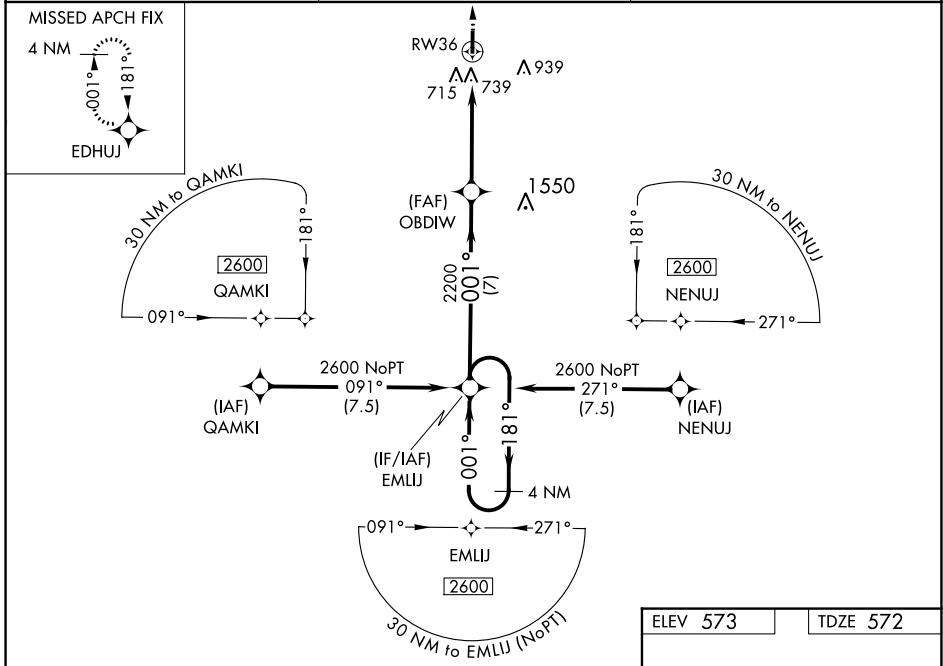 MISSED APCH FIX
4 NM
001°
181°
EDHUJ
RW36
715
739
939
(FAF)
OBDIW
1550
30 NM to QAMKI
181°
2600
QAMKI
091°
30 NM to NENUJ
181°
2600
NENUJ
271°
2200
001°
(7)
2600 NoPT
091°
(7.5)
(IAF)
QAMKI
2600 NoPT
271°
(7.5)
(IAF)
NENUJ
(IF/IAF)
EMLIJ
001°
181°
4 NM
091°
271°
EMLIJ
2600
30 NM to EMLIJ (NoPT)
ELEV 573
TDZE 572